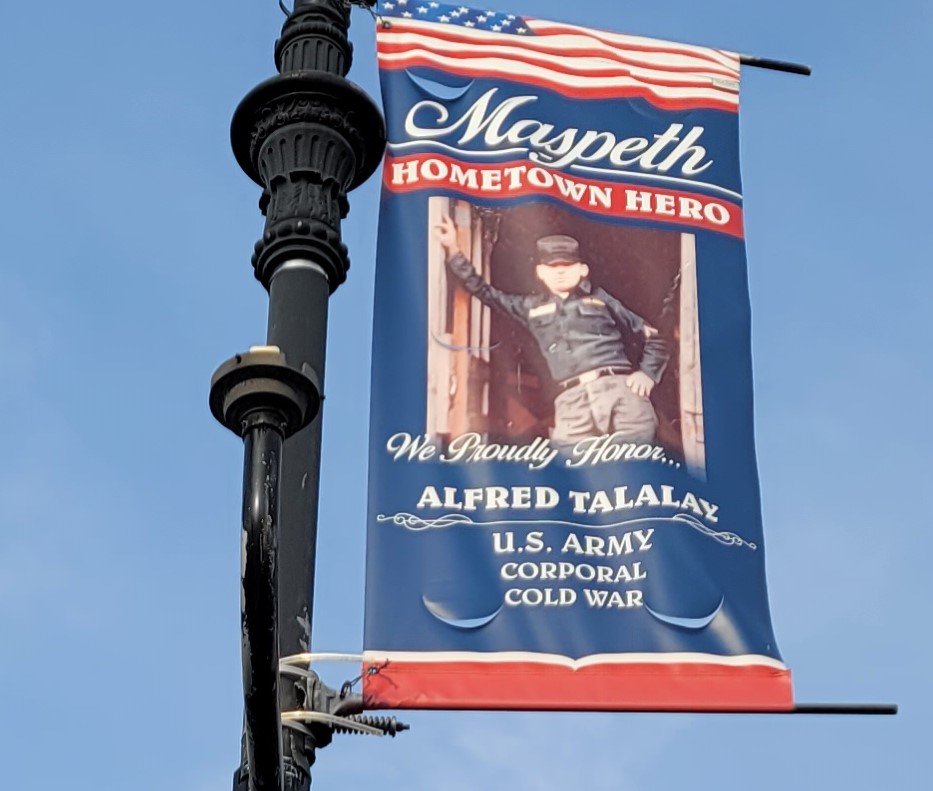 Maspeth
HOMETOWN HERO
We Proudly Honor...
ALFRED TALALAY
U.S. ARMY
CORPORAL
COLD WAR